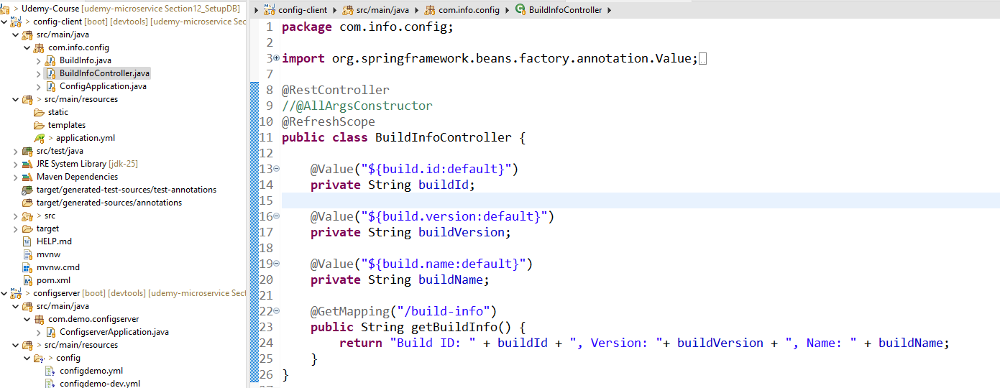 Udemy-Course [udemy-microservice Section12_SetupDB]
config-client [boot] [devtools] [udemy-microservice Sec
src/main/java
com.info.config
BuildInfo.java
BuildInfoController.java
ConfigApplication.java
src/main/resources
static
templates
application.yml
src/test/java
JRE System Library [jdk-25]
Maven Dependencies
target/generated-test-sources/test-annotations
target/generated-sources/annotations
src
target
HELP.md
mvnw
mvnw.cmd
pom.xml
configserver [boot] [devtools] [udemy-microservice Sect
src/main/java
com.demo.configserver
ConfigserverApplication.java
src/main/resources
config
configdemo.yml
configdemo-dev.yml
config-client src/main/java com.info.config BuildInfoController
1 package com.info.config;
2
3 import org.springframework.beans.factory.annotation.Value;
7
8 @RestController
9 //@AllArgsConstructor
10 @RefreshScope
11 public class BuildInfoController {
12
13 @Value("${build.id:default}")
14 private String buildId;
15
16 @Value("${build.version:default}")
17 private String buildVersion;
18
19 @Value("${build.name:default}")
20 private String buildName;
21
22 @GetMapping("/build-info")
23 public String getBuildInfo() {
24 return "Build ID: " + buildId + ", Version: "+ buildVersion + ", Name: " + buildName;
25 }
26 }